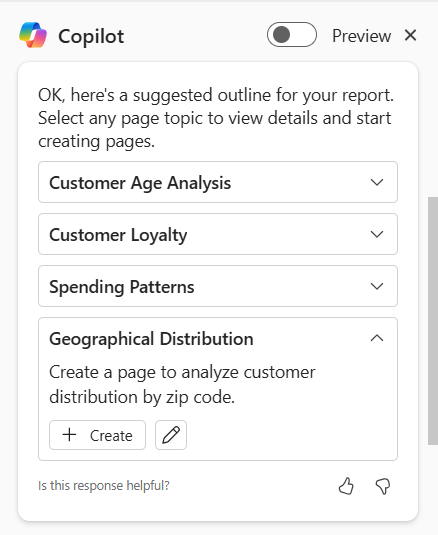 Copilot
Preview
OK, here's a suggested outline for your report.
Select any page topic to view details and start
creating pages.
Customer Age Analysis
Customer Loyalty
Spending Patterns
Geographical Distribution
Create a page to analyze customer
distribution by zip code.
Create
Is this response helpful?